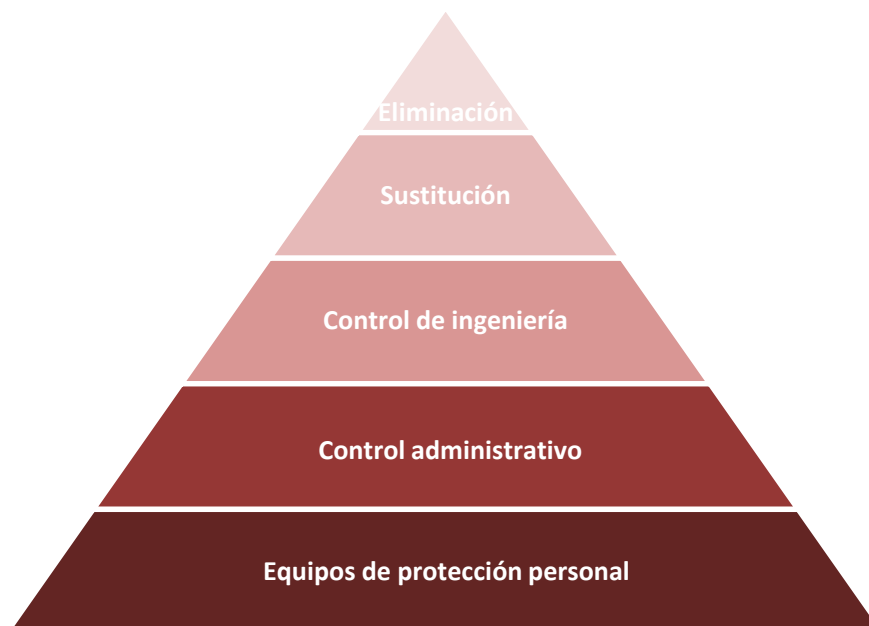 Eliminación
Sustitución
Control de ingeniería
Control administrativo
Equipos de protección personal